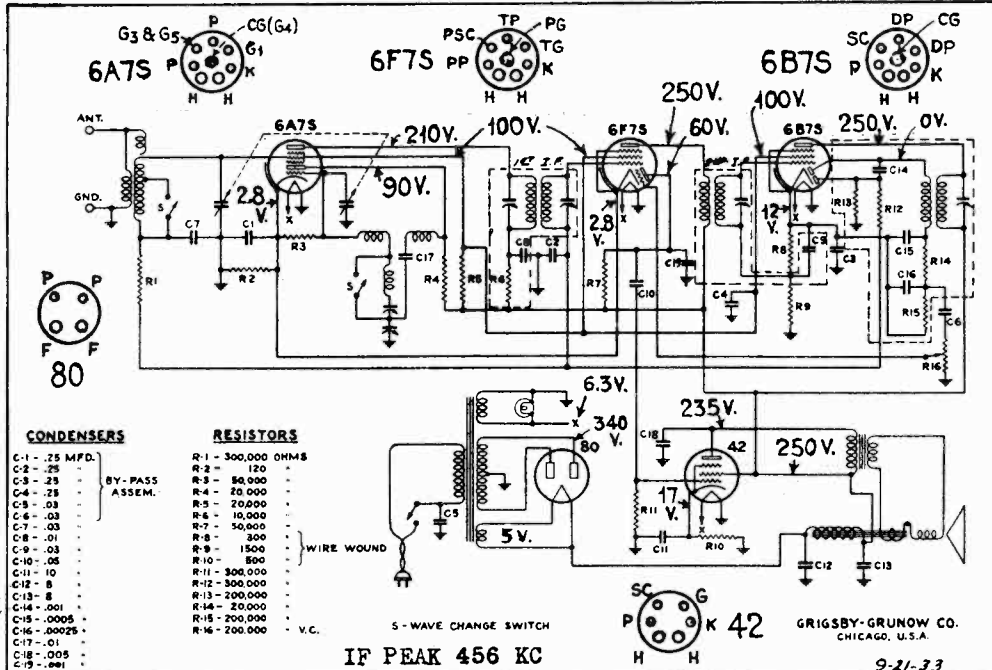 P
G3 & G5
CG(G4)
G1
P
K
H H
6A7S
TP
PG
PSC
TG
PP
K
H H
6F7S
DP
CG
SC
DP
P
K
H H
6B7S
ANT.
GND.
6A7S
210V.
100V.
90V.
2.8 V.
1ST I.F.
6F7S
250V.
60V.
2.8 V.
100V.
6B7S
250V.
0V.
12 V.
S
C7
C1
R3
R2
R1
X
S
C17
R4
R5
R6
C8
C2
X
R7
C10
C19
C4
X
R8
C9
R9
C3
R13
R12
C14
C15
C16
R14
R15
C6
R16
P P
F F
80
6.3V.
X
340 V.
80
5V.
C5
235V.
C18
42
250V.
17 V.
X
R11
C11
R10
C12
C13
CONDENSERS
C-1 - .25 MFD.
C-2 - .25 "
C-3 - .25 "
C-4 - .25 "
C-5 - .03 "
C-6 - .03 "
BY-PASS
ASSEM.
C-7 - .03 "
C-8 - .01 "
C-9 - .03 "
C-10 - .05 "
C-11 - 10 "
C-12 - 8 "
C-13 - 8 "
C-14 - .001 "
C-15 - .0005 "
C-16 - .00025 "
C-17 - .01 "
C-18 - .005 "
C-19 - .001 "
RESISTORS
R-1 - 300,000 OHMS
R-2 - 120 "
R-3 - 50,000 "
R-4 - 20,000 "
R-5 - 20,000 "
R-6 - 10,000 "
R-7 - 50,000 "
R-8 - 300 "
R-9 - 1500 "
R-10 - 500 "
WIRE WOUND
R-11 - 300,000 "
R-12 - 300,000 "
R-13 - 200,000 "
R-14 - 20,000 "
R-15 - 200,000 "
R-16 - 200,000 " V.C.
S - WAVE CHANGE SWITCH
IF PEAK 456 KC
SC
G
P
K
H H
42
GRIGSBY-GRUNOW CO.
CHICAGO, U.S.A.
9-21-33